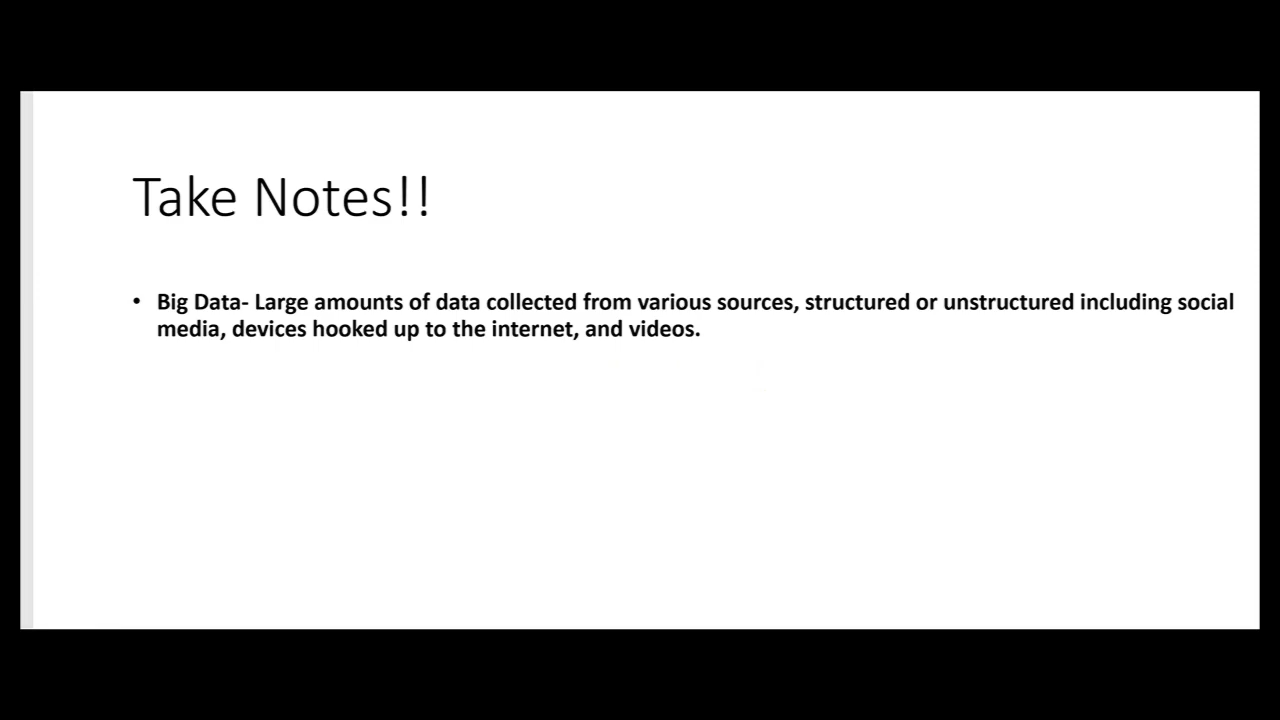 Take Notes!!
• Big Data- Large amounts of data collected from various sources, structured or unstructured including social
media, devices hooked up to the internet, and videos.